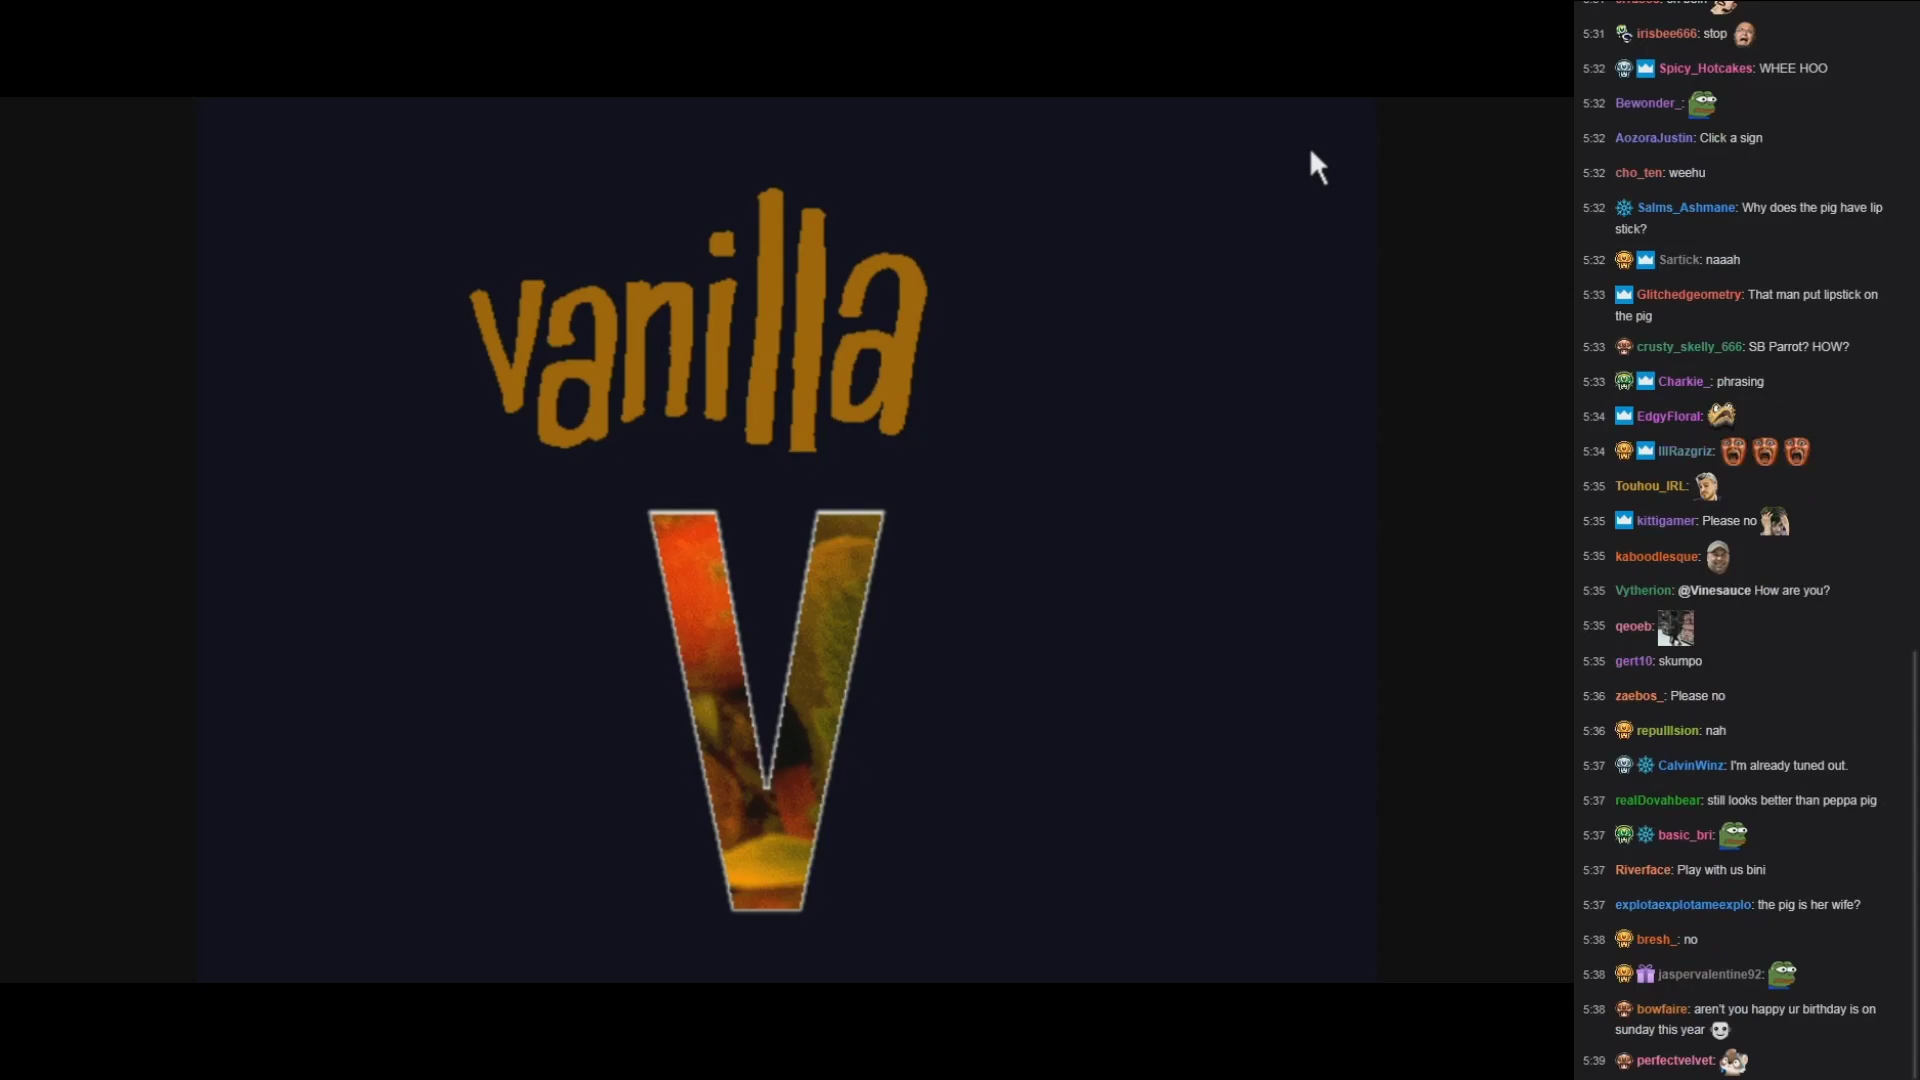 vanilla
V
5:31 irisbee666: stop
5:32 Spicy_Hotcakes: WHEE HOO
5:32 Bewonder_:
5:32 AozoraJustin: Click a sign
5:32 cho_ten: weehu
5:32 Salms_Ashmane: Why does the pig have lip
stick?
5:32 Sartick: naaah
5:33 Glitchedgeometry: That man put lipstick on
the pig
5:33 crusty_skelly_666: SB Parrot? HOW?
5:33 Charkie_: phrasing
5:34 EdgyFloral:
5:34 IIIRazgriz:
5:35 Touhou_IRL:
5:35 kittigamer: Please no
5:35 kaboodlesque:
5:35 Vytherion: @Vinesauce How are you?
5:35 qeoeb:
5:35 gert10: skumpo
5:36 zaebos_: Please no
5:36 repulllsion: nah
5:37 CalvinWinz: I'm already tuned out.
5:37 realDovahbear: still looks better than peppa pig
5:37 basic_bri:
5:37 Riverface: Play with us bini
5:37 explotaexplotameexplo: the pig is her wife?
5:38 bresh_: no
5:38 jaspervalentine92:
5:38 bowfaire: aren't you happy ur birthday is on
sunday this year
5:39 perfectvelvet: